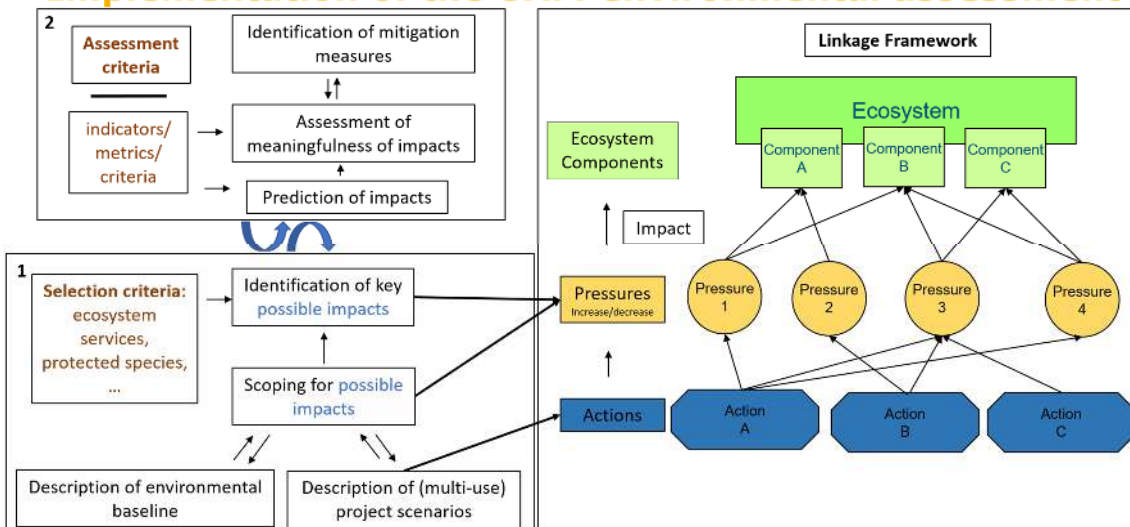 2
Assessment
criteria
indicators/
metrics/
criteria
Identification of mitigation
measures
Assessment of
meaningfulness of impacts
Prediction of impacts
1
Selection criteria:
ecosystem
services,
protected species,
...
Identification of key
possible impacts
Scoping for possible
impacts
Description of environmental
baseline
Description of (multi-use)
project scenarios
Linkage Framework
Ecosystem
Components
Impact
Pressures
Increase/decrease
Actions
Ecosystem
Component
A
Component
B
Component
C
Pressure
1
Pressure
2
Pressure
3
Pressure
4
Action
A
Action
B
Action
C